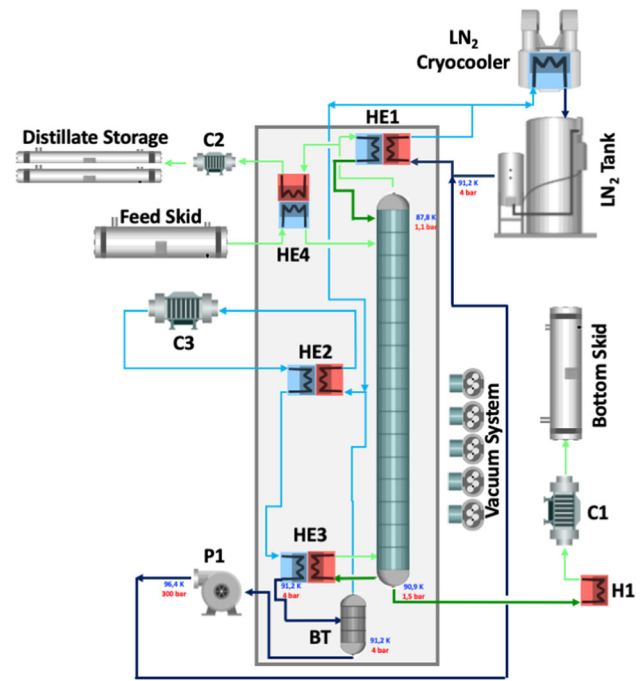 LN2
Cryocooler
HE1
Distillate Storage
C2
LN2 Tank
91,2 K
4 bar
Feed Skid
87,8 K
1,1 bar
HE4
C3
HE2
Bottom Skid
Vacuum System
C1
HE3
P1
96,4 K
300 bar
91,2 K
4 bar
90,9 K
1,5 bar
H1
BT
91,2 K
4 bar